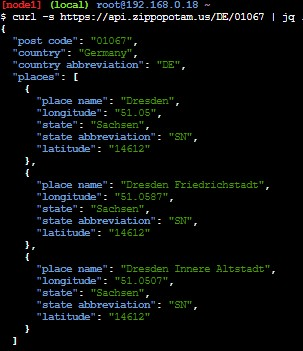 [node1] (local) root@192.168.0.18 ~
$ curl -s https://api.zippopotam.us/DE/01067 | jq .
{
  "post code": "01067",
  "country": "Germany",
  "country abbreviation": "DE",
  "places": [
    {
      "place name": "Dresden",
      "longitude": "51.05",
      "state": "Sachsen",
      "state abbreviation": "SN",
      "latitude": "14612"
    },
    {
      "place name": "Dresden Friedrichstadt",
      "longitude": "51.0587",
      "state": "Sachsen",
      "state abbreviation": "SN",
      "latitude": "14612"
    },
    {
      "place name": "Dresden Innere Altstadt",
      "longitude": "51.0507",
      "state": "Sachsen",
      "state abbreviation": "SN",
      "latitude": "14612"
    }
  ]